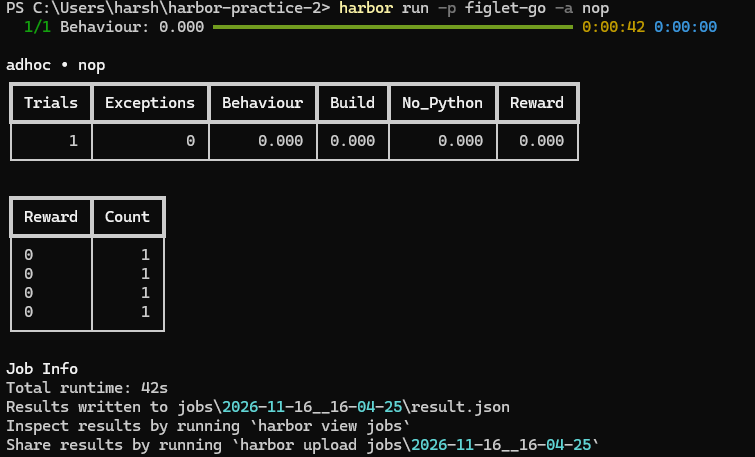 PS C:\Users\harsh\harbor-practice-2> harbor run -p figlet-go -a nop
1/1 Behaviour: 0.000 0:00:42 0:00:00
adhoc • nop
Trials Exceptions Behaviour Build No_Python Reward
1 0 0.000 0.000 0.000 0.000
Reward Count
0 1
0 1
0 1
0 1
Job Info
Total runtime: 42s
Results written to jobs\2026-11-16__16-04-25\result.json
Inspect results by running `harbor view jobs`
Share results by running `harbor upload jobs\2026-11-16__16-04-25`